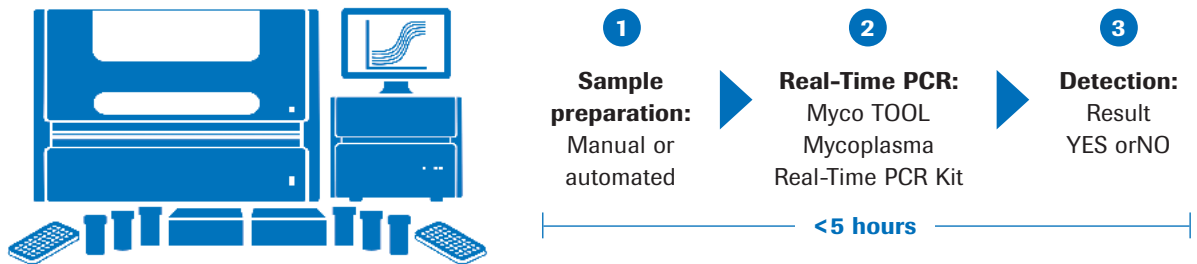 1
Sample
preparation:
Manual or
automated
2
Real-Time PCR:
Myco TOOL
Mycoplasma
Real-Time PCR Kit
3
Detection:
Result
YES orNO
<5 hours